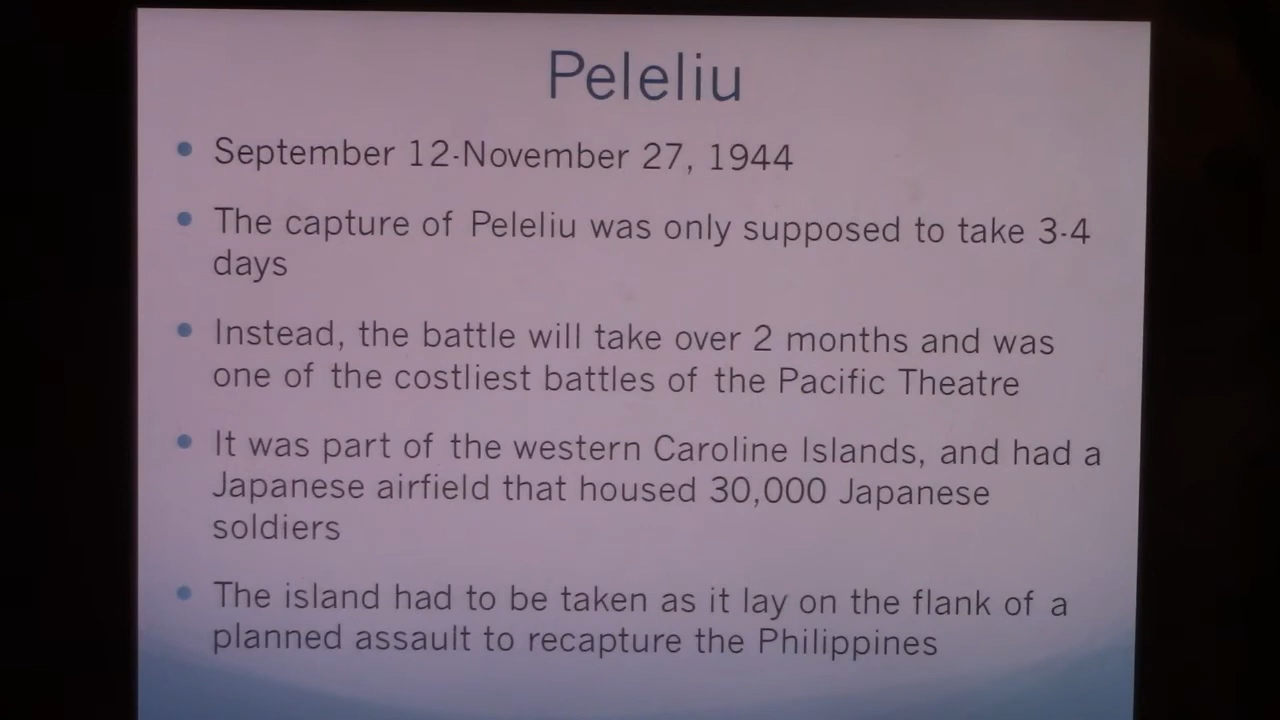 Peleliu
• September 12-November 27, 1944
• The capture of Peleliu was only supposed to take 3-4
days
• Instead, the battle will take over 2 months and was
one of the costliest battles of the Pacific Theatre
• It was part of the western Caroline Islands, and had a
Japanese airfield that housed 30,000 Japanese
soldiers
• The island had to be taken as it lay on the flank of a
planned assault to recapture the Philippines